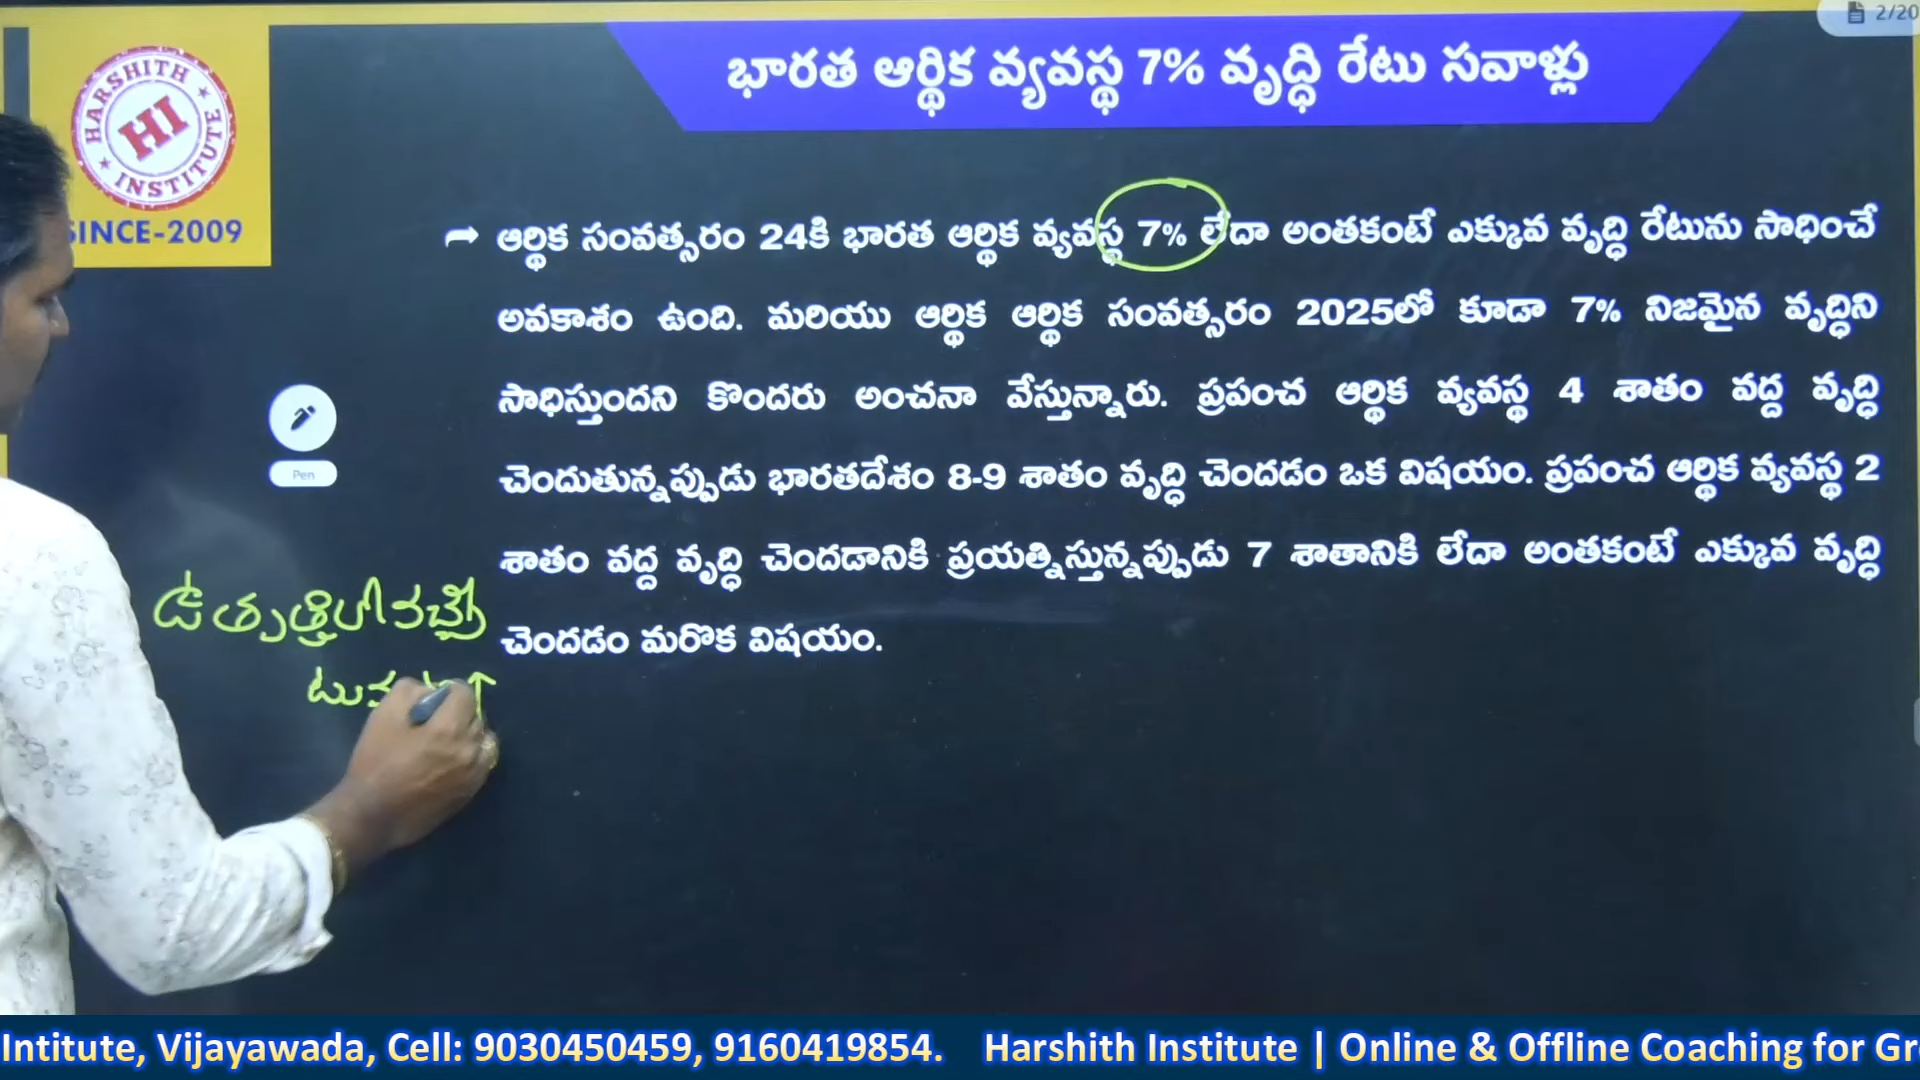 2/20
భారత ఆర్థిక వ్యవస్థ 7% వృద్ధి రేటు సవాళ్లు
HARSHITH
HI
INSTITUTE
SINCE-2009
ఆర్థిక సంవత్సరం 24కి భారత ఆర్థిక వ్యవస్థ 7% లేదా అంతకంటే ఎక్కువ వృద్ధి రేటును సాధించే
అవకాశం ఉంది. మరియు ఆర్థిక ఆర్థిక సంవత్సరం 2025లో కూడా 7% నిజమైన వృద్ధిని
సాధిస్తుందని కొందరు అంచనా వేస్తున్నారు. ప్రపంచ ఆర్థిక వ్యవస్థ 4 శాతం వద్ద వృద్ధి
చెందుతున్నప్పుడు భారతదేశం 8-9 శాతం వృద్ధి చెందడం ఒక విషయం. ప్రపంచ ఆర్థిక వ్యవస్థ 2
శాతం వద్ద వృద్ధి చెందడానికి ప్రయత్నిస్తున్నప్పుడు 7 శాతానికి లేదా అంతకంటే ఎక్కువ వృద్ధి
చెందడం మరొక విషయం.
Pen
Intitute, Vijayawada, Cell: 9030450459, 9160419854. Harshith Institute | Online & Offline Coaching for Gr